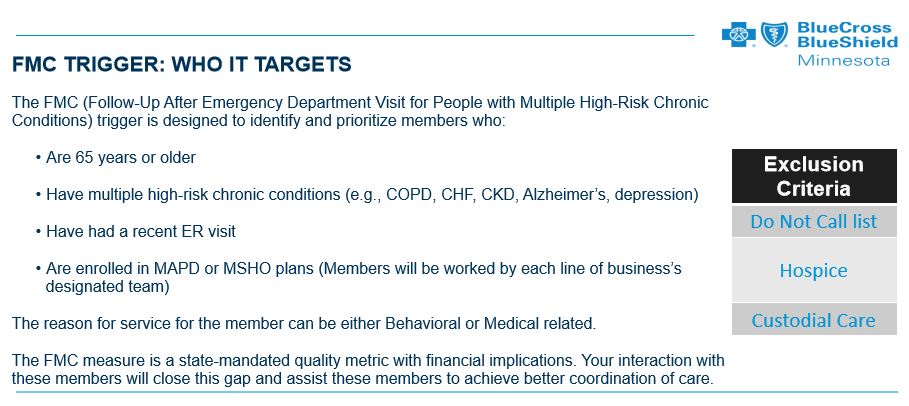 BlueCross
BlueShield
Minnesota
FMC TRIGGER: WHO IT TARGETS
The FMC (Follow-Up After Emergency Department Visit for People with Multiple High-Risk Chronic
Conditions) trigger is designed to identify and prioritize members who:
• Are 65 years or older
• Have multiple high-risk chronic conditions (e.g., COPD, CHF, CKD, Alzheimer’s, depression)
• Have had a recent ER visit
• Are enrolled in MAPD or MSHO plans (Members will be worked by each line of business’s
designated team)
The reason for service for the member can be either Behavioral or Medical related.
The FMC measure is a state-mandated quality metric with financial implications. Your interaction with
these members will close this gap and assist these members to achieve better coordination of care.
Exclusion
Criteria
Do Not Call list
Hospice
Custodial Care